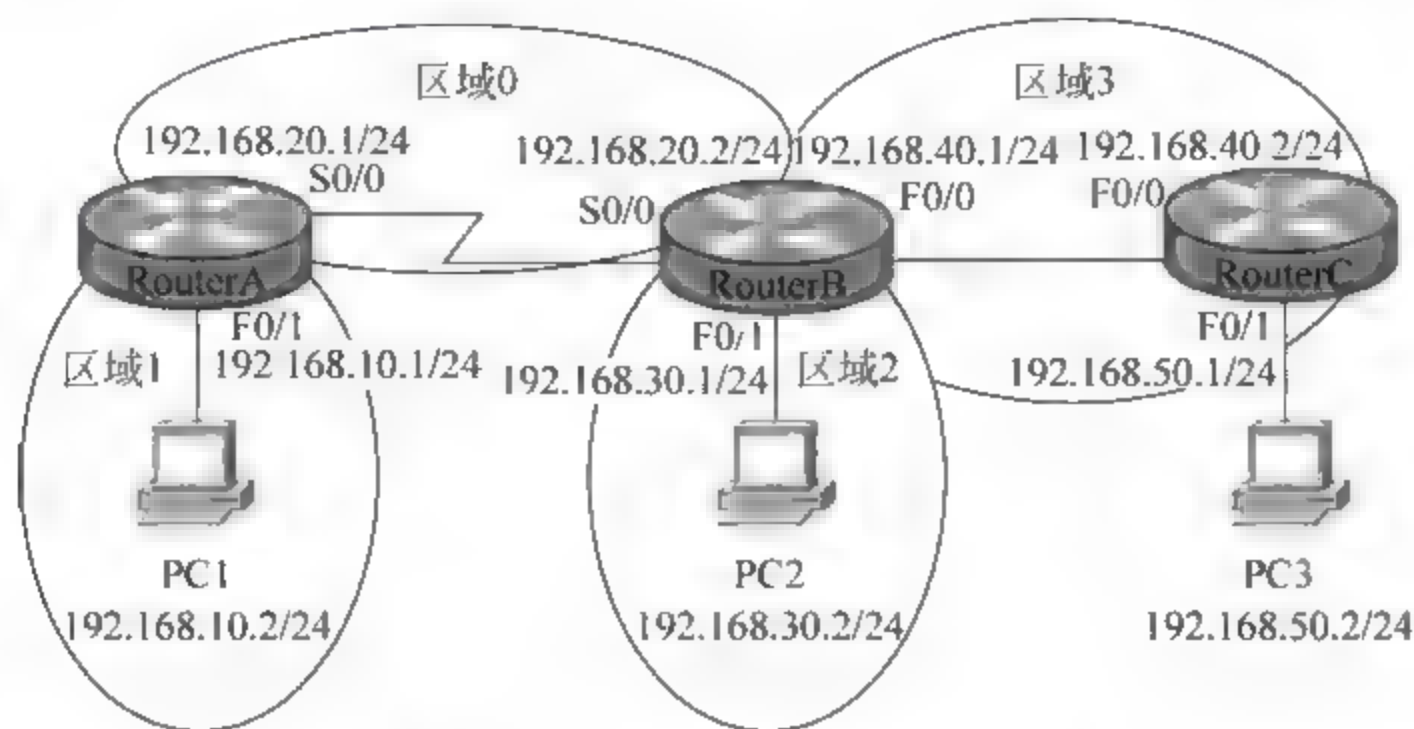 区域0
区域3
192.168.20.1/24
S0/0
192.168.20.2/24
S0/0
192.168.40.1/24
F0/0
192.168.40 2/24
F0/0
RouterA
RouterB
RouterC
F0/1
192 168.10.1/24
区域1
F0/1
192.168.30.1/24
区域2
F0/1
192.168.50.1/24
PC1
192.168.10.2/24
PC2
192.168.30.2/24
PC3
192.168.50.2/24